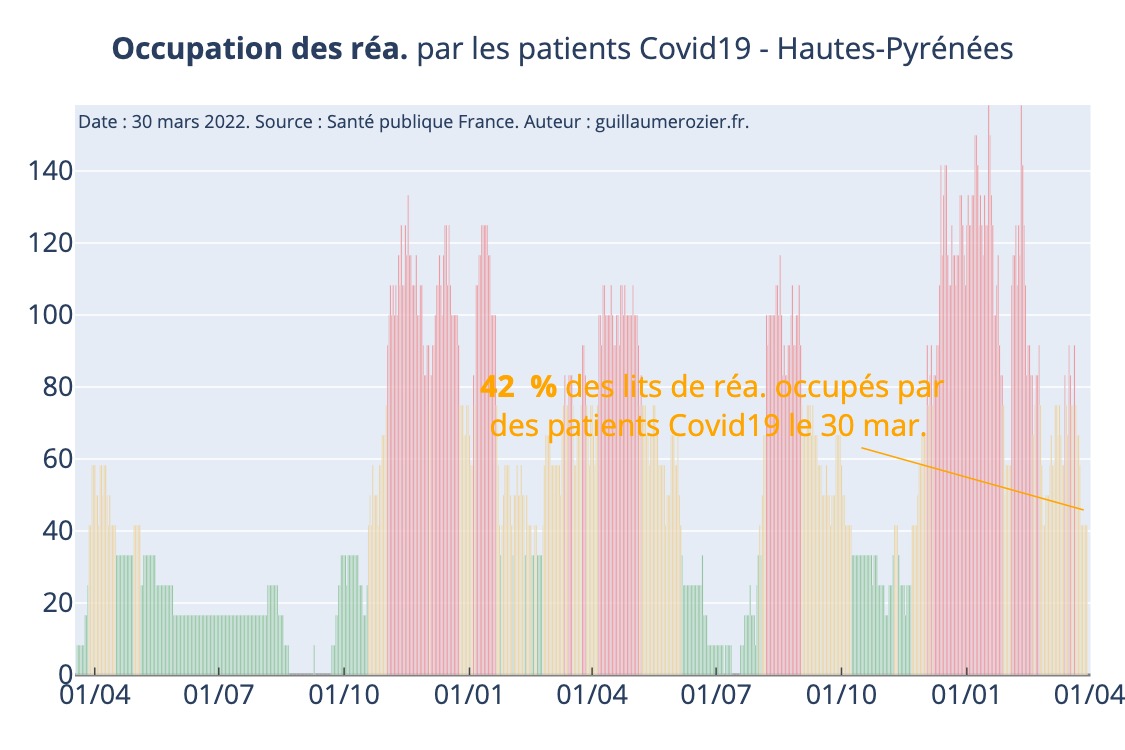 Occupation des réa. par les patients Covid19 - Hautes-Pyrénées
Date : 30 mars 2022. Source : Santé publique France. Auteur : guillaumerozier.fr.
140
120
100
80
60
40
20
0
42 % des lits de réa. occupés par
des patients Covid19 le 30 mar.
01/04 01/07 01/10 01/01 01/04 01/07 01/10 01/01 01/04